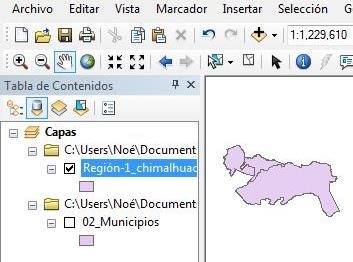 Archivo Editar Ver Marcador Insertar Selección G
1:1,229,610
Tabla de Contenidos
Capas
C:\Users\Noé\Document
Región-1_chimalhuac
C:\Users\Noé\Document
02_Municipios